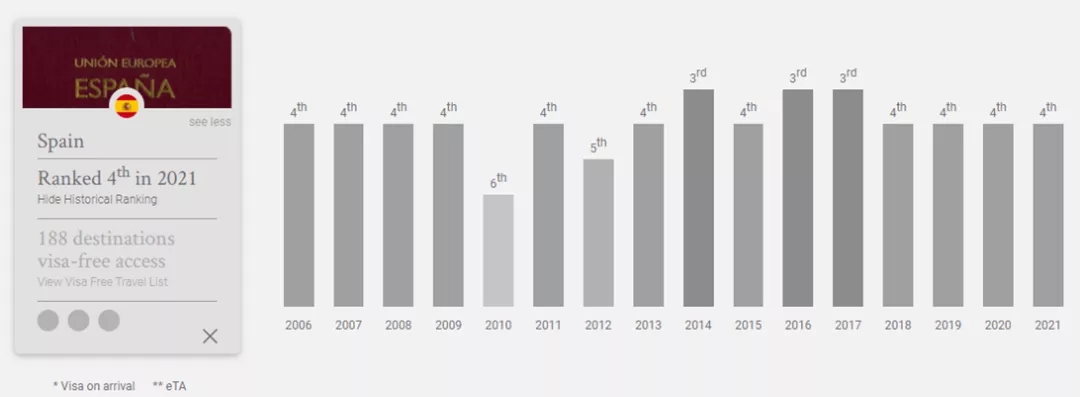 UNIÓN EUROPEA
ESPAÑA
see less
Spain
Ranked 4th in 2021
Hide Historical Ranking
188 destinations
visa-free access
View Visa Free Travel List
* Visa on arrival ** eTA
4th 4th 4th 4th 6th 4th 5th 4th 3rd 4th 3rd 3rd 4th 4th 4th 4th
2006 2007 2008 2009 2010 2011 2012 2013 2014 2015 2016 2017 2018 2019 2020 2021